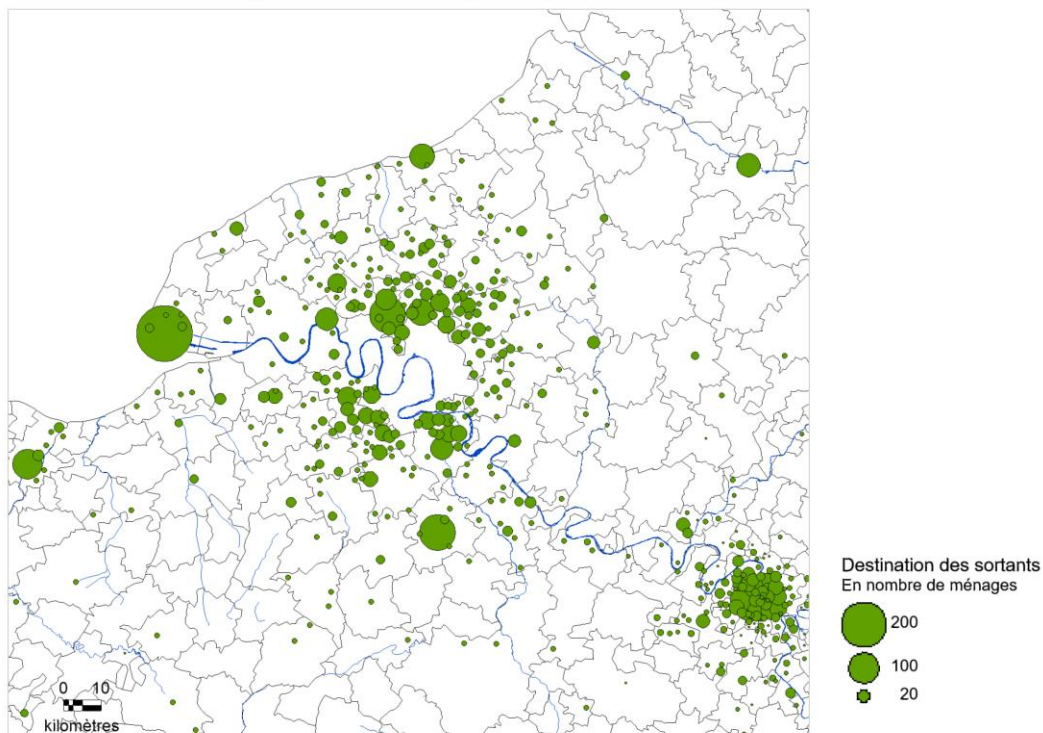 Destination des sortants
En nombre de ménages
200
100
20
0 10
kilomètres